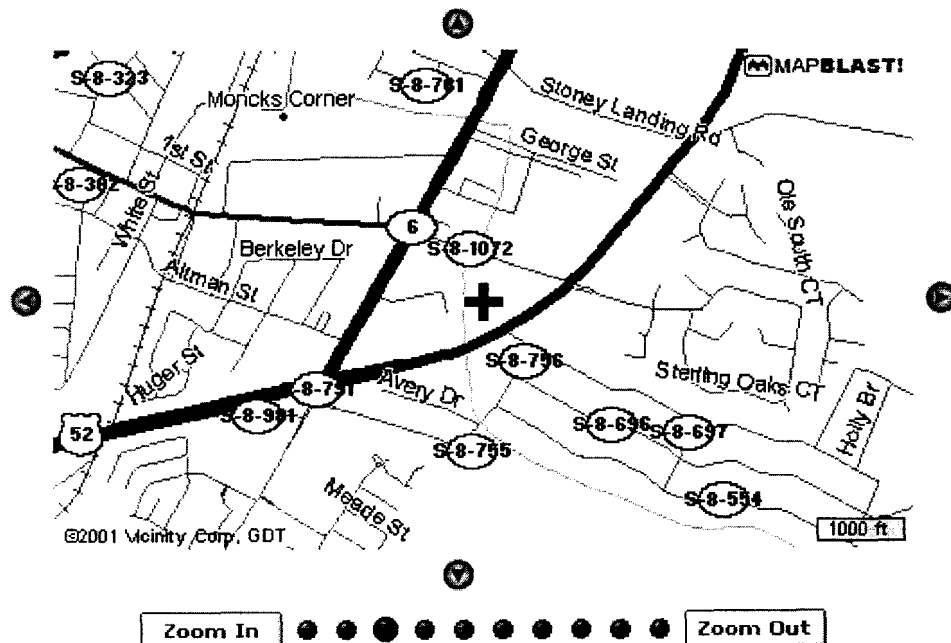 MAPBLAST!
S-8-323
S-8-781
Moncks Corner
Stoney Landing Rd
George St
1st St
8-382
White St
6
Berkeley Dr
S-8-1072
Ole South CT
Altman St
Huger St
8-791
Avery Dr
S-8-756
Sterling Oaks CT
S-8-991
52
S-8-696
S-8-697
Holly Br
S-8-755
Meade St
S-8-554
©2001 Vicinity Corp, GDT
1000 ft
Zoom In
Zoom Out